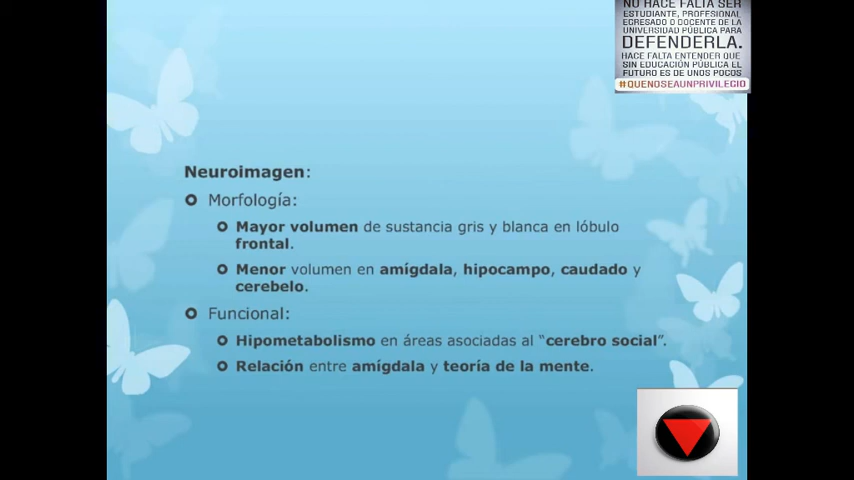 NO HACE FALTA SER
ESTUDIANTE, PROFESIONAL,
EGRESADO O DOCENTE DE LA
UNIVERSIDAD PÚBLICA PARA
DEFENDERLA.
HACE FALTA ENTENDER QUE
SIN EDUCACIÓN PÚBLICA EL
FUTURO ES DE UNOS POCOS
#QUENOSEAUNPRIVILEGIO
Neuroimagen:
Morfología:
Mayor volumen de sustancia gris y blanca en lóbulo
frontal.
Menor volumen en amígdala, hipocampo, caudado y
cerebelo.
Funcional:
Hipometabolismo en áreas asociadas al “cerebro social”.
Relación entre amígdala y teoría de la mente.